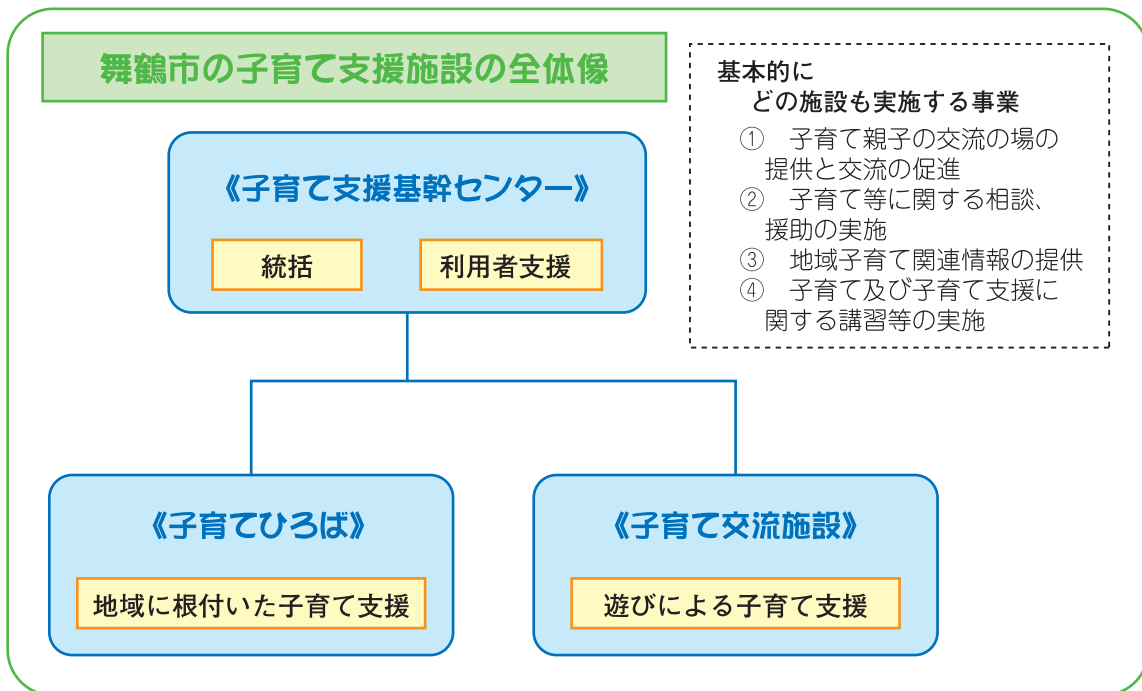 舞鶴市の子育て支援施設の全体像
基本的に
どの施設も実施する事業
① 子育て親子の交流の場の
提供と交流の促進
② 子育て等に関する相談、
援助の実施
③ 地域子育て関連情報の提供
④ 子育て及び子育て支援に
関する講習等の実施
《子育て支援基幹センター》
統括
利用者支援
《子育てひろば》
地域に根付いた子育て支援
《子育て交流施設》
遊びによる子育て支援